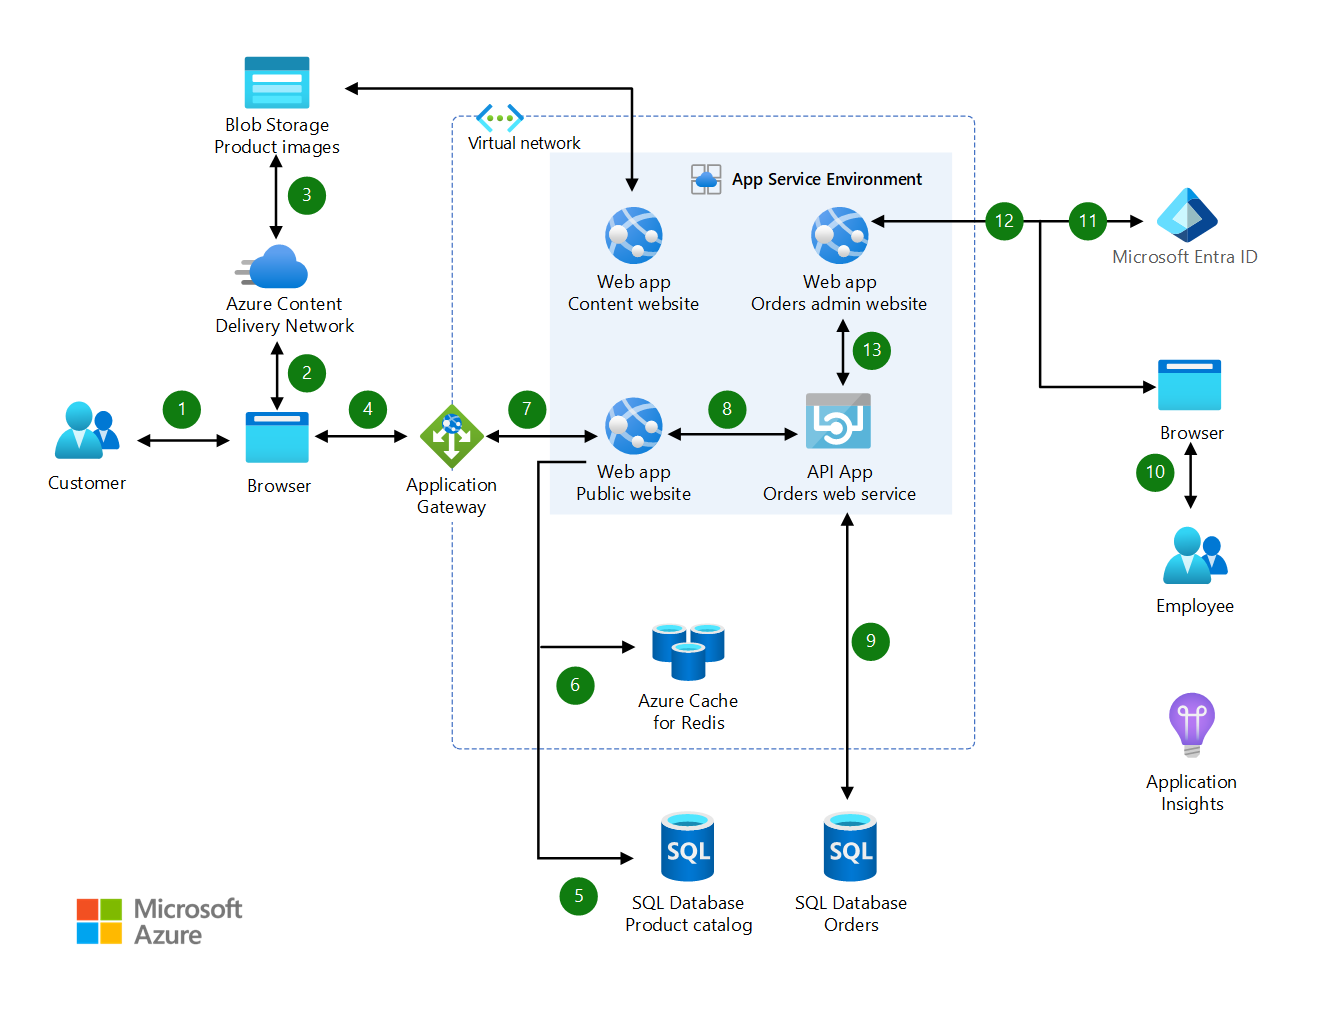 Blob Storage
Product images
3
Azure Content
Delivery Network
2
1
4
Customer
Browser
Application
Gateway
Virtual network
App Service Environment
Web app
Content website
Web app
Orders admin website
13
7
8
Web app
Public website
API App
Orders web service
12
11
Microsoft Entra ID
Browser
10
Employee
9
6
Azure Cache
for Redis
Application
Insights
5
SQL
SQL Database
Product catalog
SQL
SQL Database
Orders
Microsoft
Azure